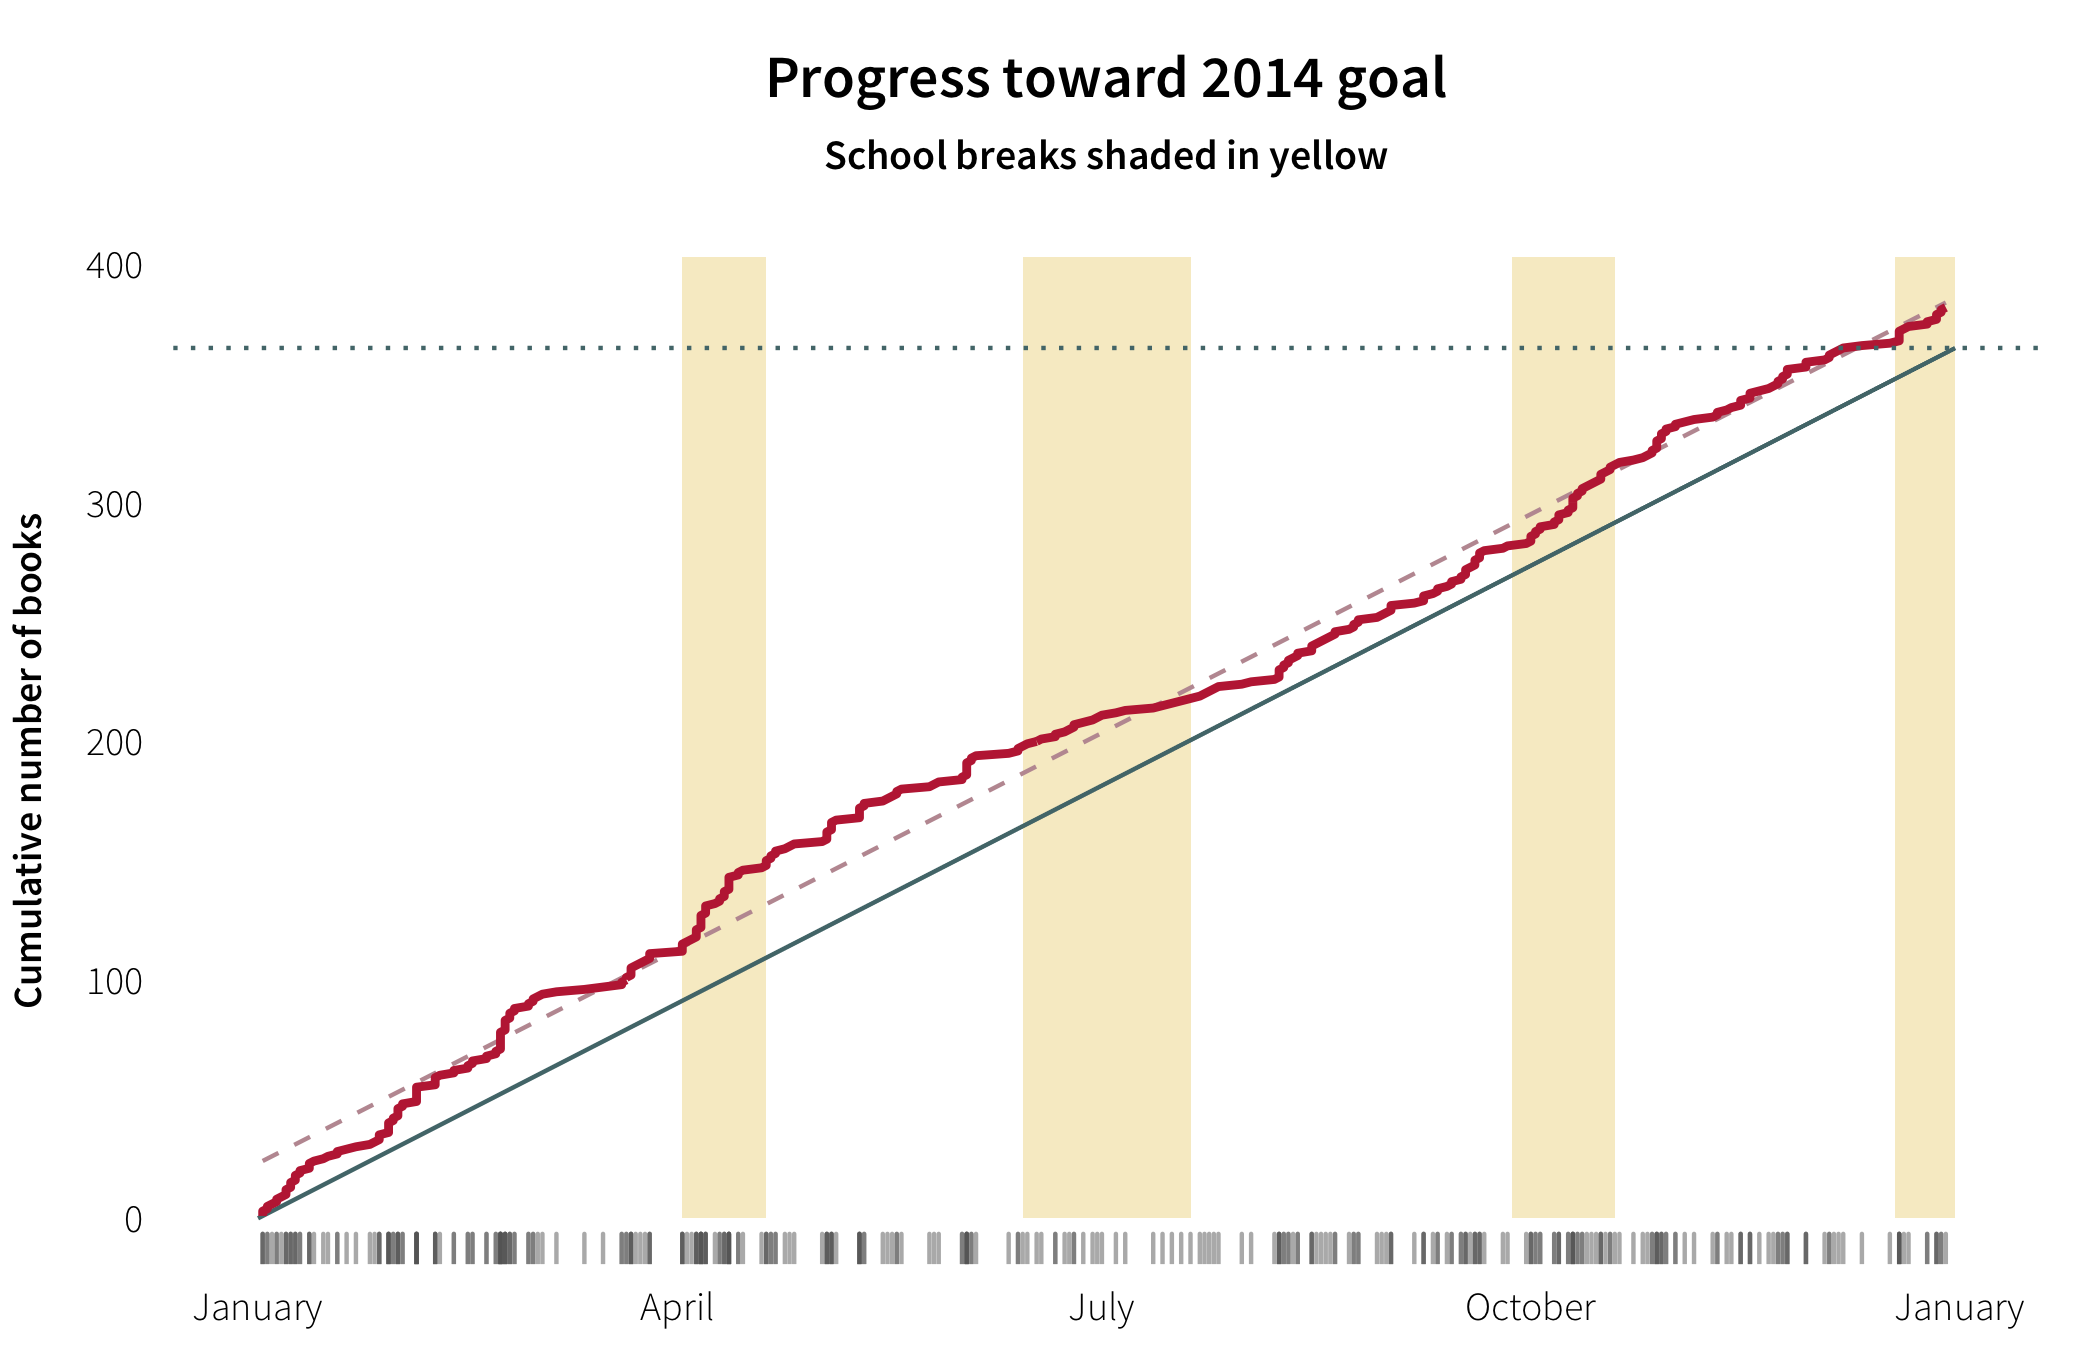 Progress toward 2014 goal
School breaks shaded in yellow
Cumulative number of books
400
300
200
100
0
January April July October January